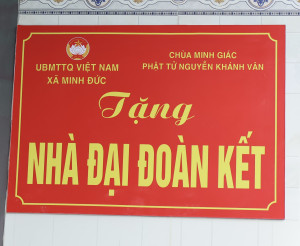 UBMTTQ VIỆT NAM
XÃ MINH ĐỨC
CHÙA MINH GIÁC
PHẬT TỬ NGUYỄN KHÁNH VÂN
Tặng
NHÀ ĐẠI ĐOÀN KẾT